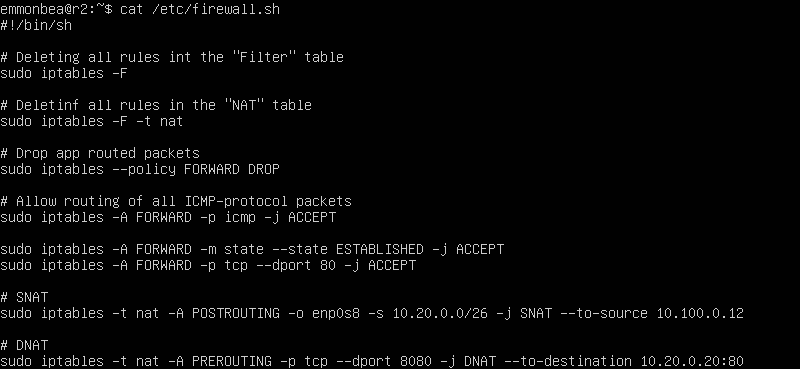 emmonbea@r2:~$ cat /etc/firewall.sh
#!/bin/sh
# Deleting all rules int the "Filter" table
sudo iptables -F
# Deletinf all rules in the "NAT" table
sudo iptables -F -t nat
# Drop app routed packets
sudo iptables --policy FORWARD DROP
# Allow routing of all ICMP-protocol packets
sudo iptables -A FORWARD -p icmp -j ACCEPT
sudo iptables -A FORWARD -m state --state ESTABLISHED -j ACCEPT
sudo iptables -A FORWARD -p tcp --dport 80 -j ACCEPT
# SNAT
sudo iptables -t nat -A POSTROUTING -o enp0s8 -s 10.20.0.0/26 -j SNAT --to-source 10.100.0.12
# DNAT
sudo iptables -t nat -A PREROUTING -p tcp --dport 8080 -j DNAT --to-destination 10.20.0.20:80